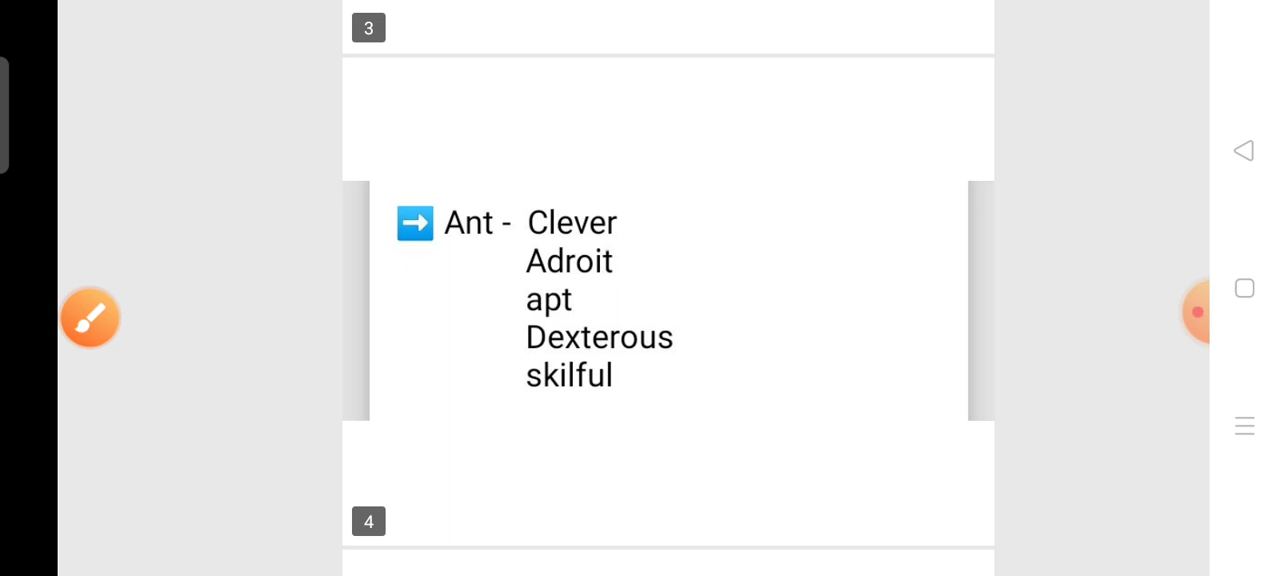 3
➡️ Ant - Clever
Adroit
apt
Dexterous
skilful
4